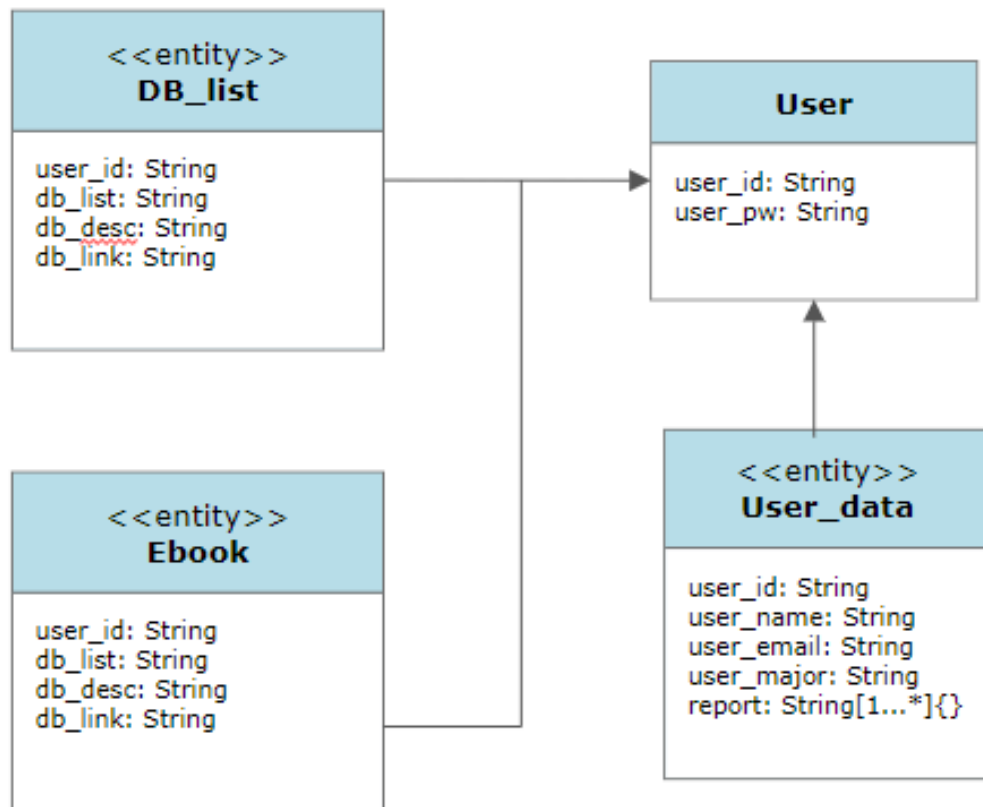 <<entity>>
DB_list
user_id: String
db_list: String
db_desc: String
db_link: String
User
user_id: String
user_pw: String
<<entity>>
Ebook
user_id: String
db_list: String
db_desc: String
db_link: String
<<entity>>
User_data
user_id: String
user_name: String
user_email: String
user_major: String
report: String[1...*]{}